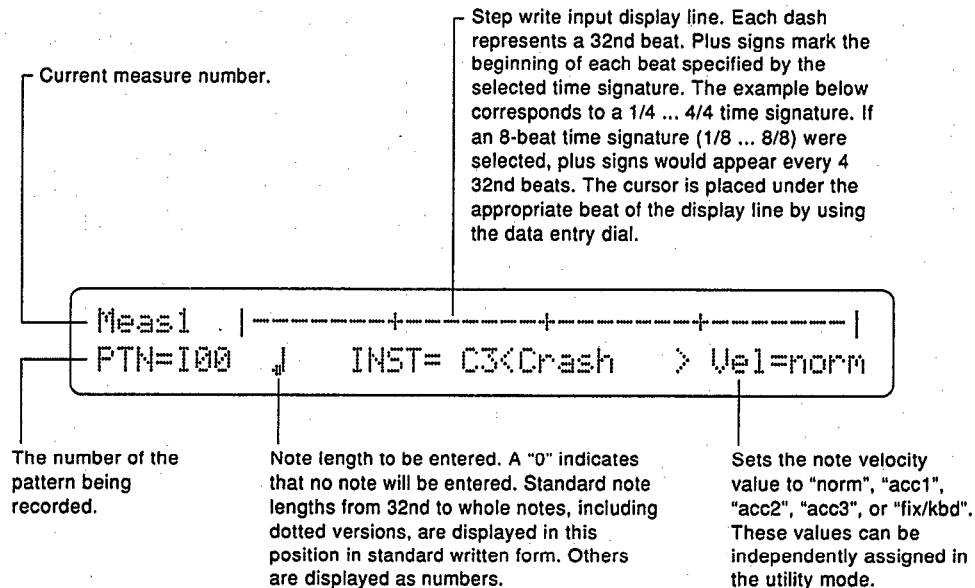 Step write input display line. Each dash
represents a 32nd beat. Plus signs mark the
beginning of each beat specified by the
selected time signature. The example below
corresponds to a 1/4 ... 4/4 time signature. If
an 8-beat time signature (1/8 ... 8/8) were
selected, plus signs would appear every 4
32nd beats. The cursor is placed under the
appropriate beat of the display line by using
the data entry dial.
Current measure number.
Meas1 |-------+-------+-------+-------|
PTN=I00 ♩ INST= C3<Crash > Vel=norm
The number of the
pattern being
recorded.
Note length to be entered. A "0" indicates
that no note will be entered. Standard note
lengths from 32nd to whole notes, including
dotted versions, are displayed in this
position in standard written form. Others
are displayed as numbers.
Sets the note velocity
value to "norm", "acc1",
"acc2", "acc3", or "fix/kbd".
These values can be
independently assigned in
the utility mode.